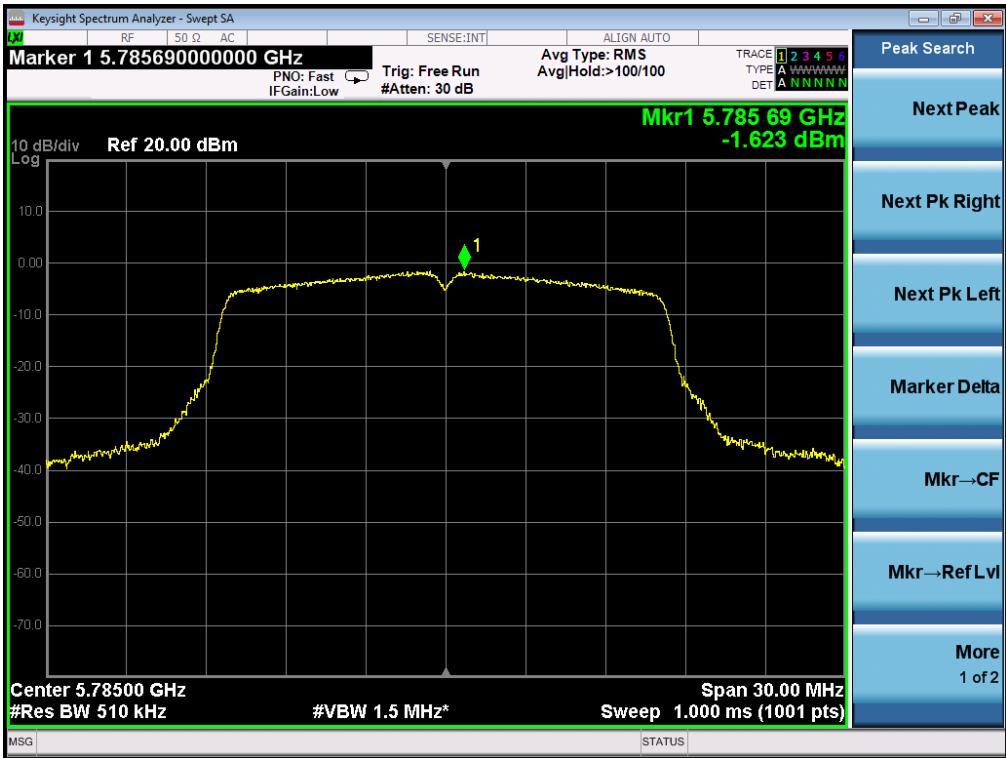 Keysight Spectrum Analyzer - Swept SA
LXI RF 50 Ω AC SENSE:INT ALIGN AUTO
Marker 1 5.785690000000 GHz
PNO: Fast
IFGain:Low
Trig: Free Run
#Atten: 30 dB
Avg Type: RMS
Avg|Hold:>100/100
TRACE 1 2 3 4 5 6
TYPE A WWWWW
DET A N N N N N
Mkr1 5.785 69 GHz
-1.623 dBm
10 dB/div Ref 20.00 dBm
Log
10.0
0.00
-10.0
-20.0
-30.0
-40.0
-50.0
-60.0
-70.0
1
Center 5.78500 GHz Span 30.00 MHz
#Res BW 510 kHz #VBW 1.5 MHz* Sweep 1.000 ms (1001 pts)
MSG STATUS
Peak Search
Next Peak
Next Pk Right
Next Pk Left
Marker Delta
Mkr→CF
Mkr→Ref Lvl
More
1 of 2